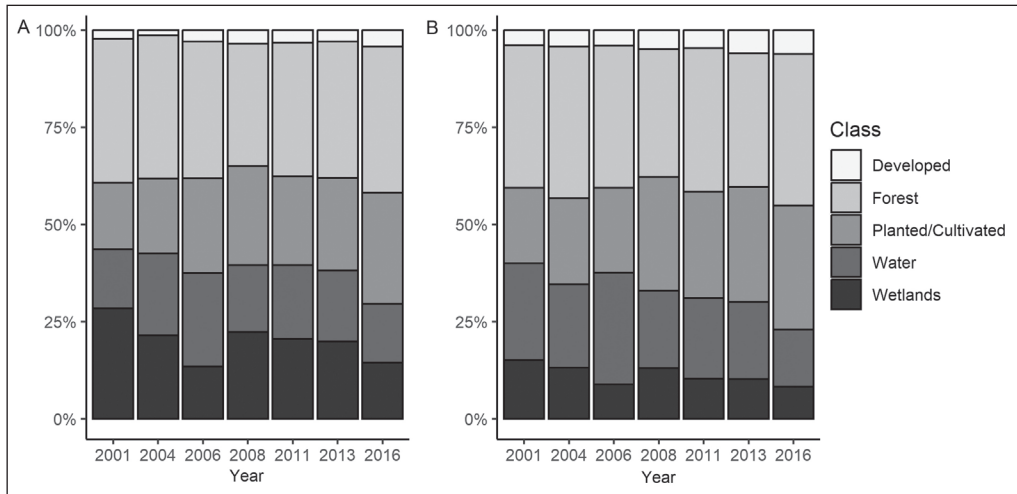 A
100%
75%
50%
25%
0%
2001 2004 2006 2008 2011 2013 2016
Year
B
100%
75%
50%
25%
0%
2001 2004 2006 2008 2011 2013 2016
Year
Class
Developed
Forest
Planted/Cultivated
Water
Wetlands